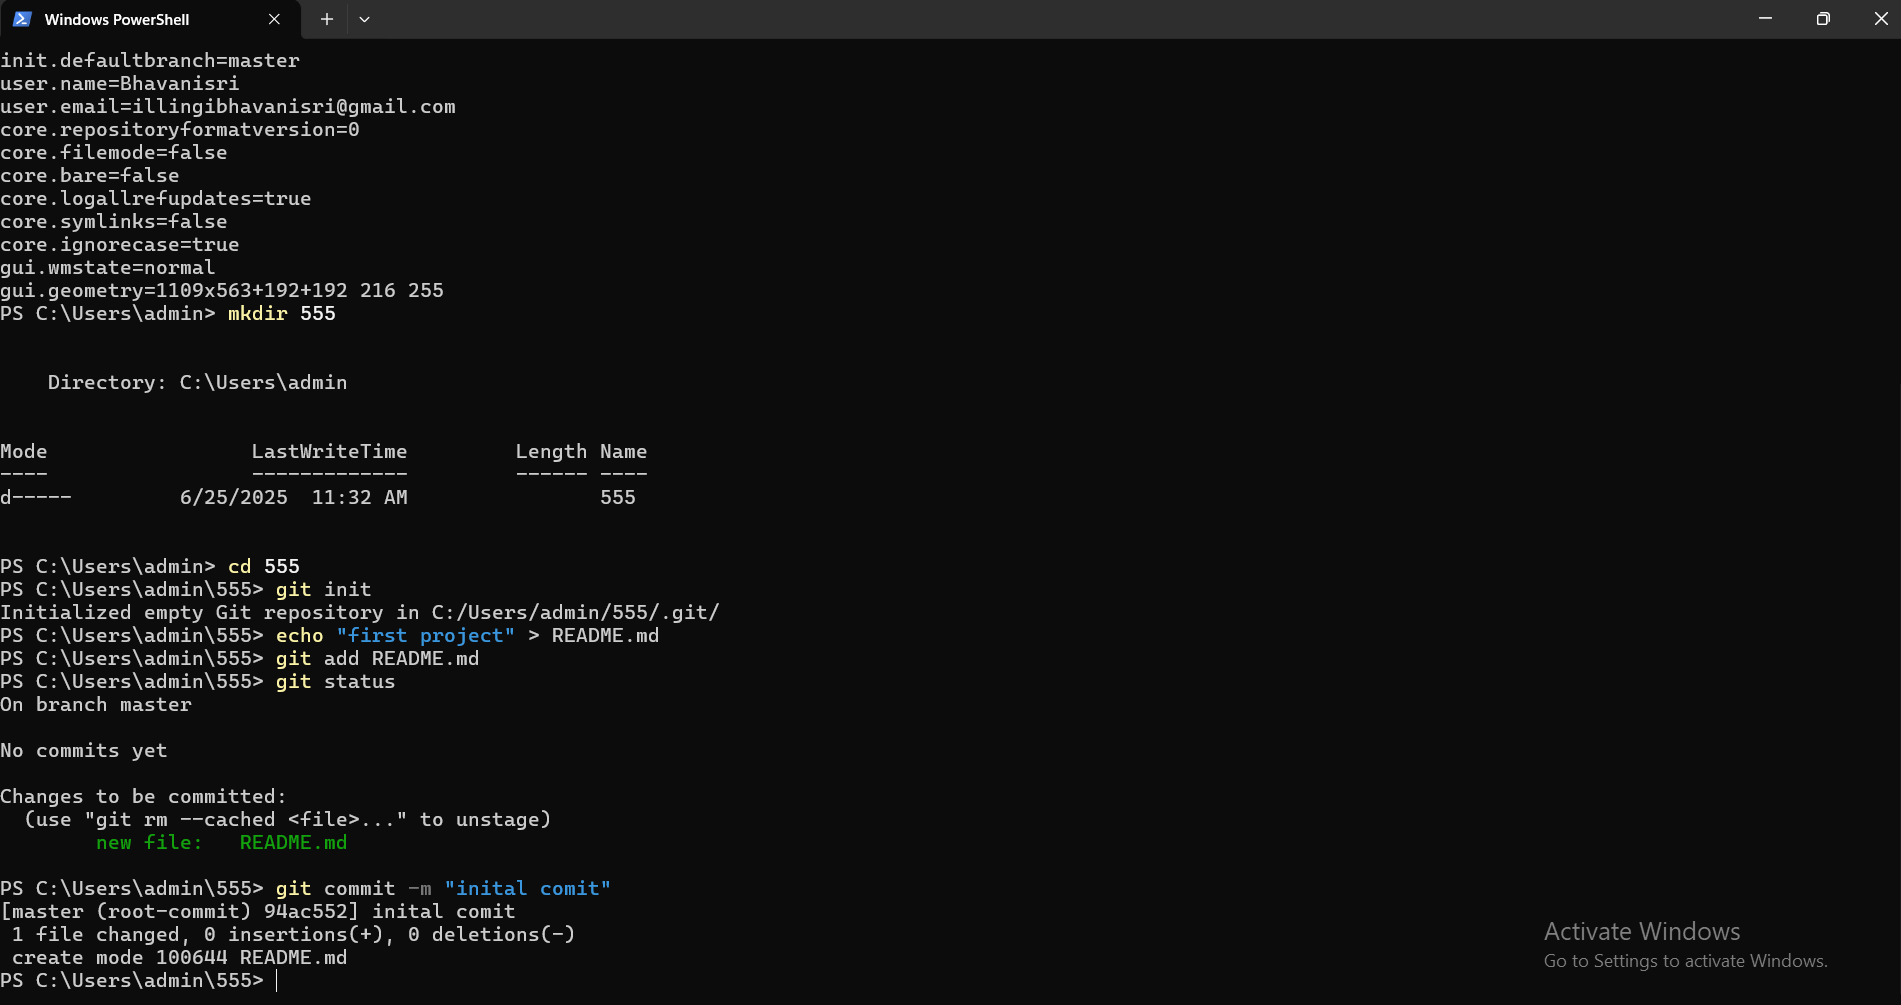 Windows PowerShell
init.defaultbranch=master
user.name=Bhavanisri
user.email=illingibhavanisri@gmail.com
core.repositoryformatversion=0
core.filemode=false
core.bare=false
core.logallrefupdates=true
core.symlinks=false
core.ignorecase=true
gui.wmstate=normal
gui.geometry=1109x563+192+192 216 255
PS C:\Users\admin> mkdir 555
Directory: C:\Users\admin
Mode LastWriteTime Length Name
---- ------------- ------ ----
d----- 6/25/2025 11:32 AM 555
PS C:\Users\admin> cd 555
PS C:\Users\admin\555> git init
Initialized empty Git repository in C:/Users/admin/555/.git/
PS C:\Users\admin\555> echo "first project" > README.md
PS C:\Users\admin\555> git add README.md
PS C:\Users\admin\555> git status
On branch master
No commits yet
Changes to be committed:
(use "git rm --cached <file>..." to unstage)
new file: README.md
PS C:\Users\admin\555> git commit -m "inital comit"
[master (root-commit) 94ac552] inital comit
1 file changed, 0 insertions(+), 0 deletions(-)
create mode 100644 README.md
PS C:\Users\admin\555>
Activate Windows
Go to Settings to activate Windows.